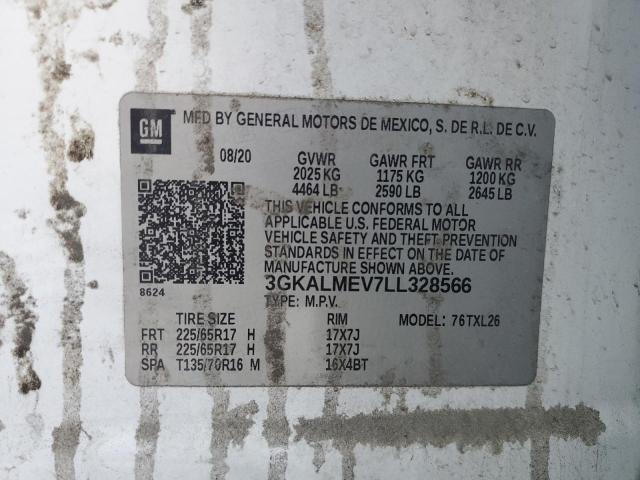 GM
MFD BY GENERAL MOTORS DE MEXICO, S. DE R.L. DE C.V.
08/20 GVWR GAWR FRT GAWR RR
2025 KG 1175 KG 1200 KG
4464 LB 2590 LB 2645 LB
THIS VEHICLE CONFORMS TO ALL
APPLICABLE U.S. FEDERAL MOTOR
VEHICLE SAFETY AND THEFT PREVENTION
STANDARDS IN EFFECT ON THE DATE OF
MANUFACTURE SHOWN ABOVE.
3GKALMEV7LL328566
8624
TYPE: M.P.V.
TIRE SIZE RIM MODEL: 76TXL26
FRT 225/65R17 H 17X7J
RR 225/65R17 H 17X7J
SPA T135/70R16 M 16X4BT